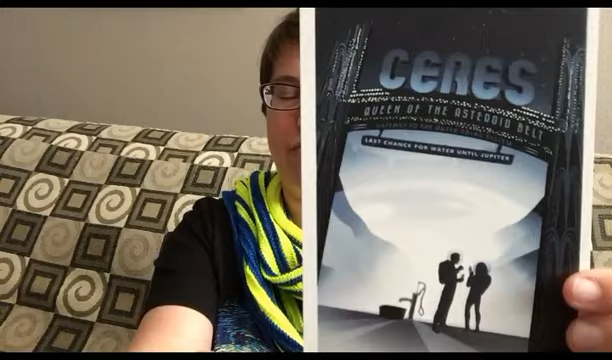 CERES
QUEEN OF THE ASTEROID BELT
LAST CHANCE FOR WATER UNTIL JUPITER